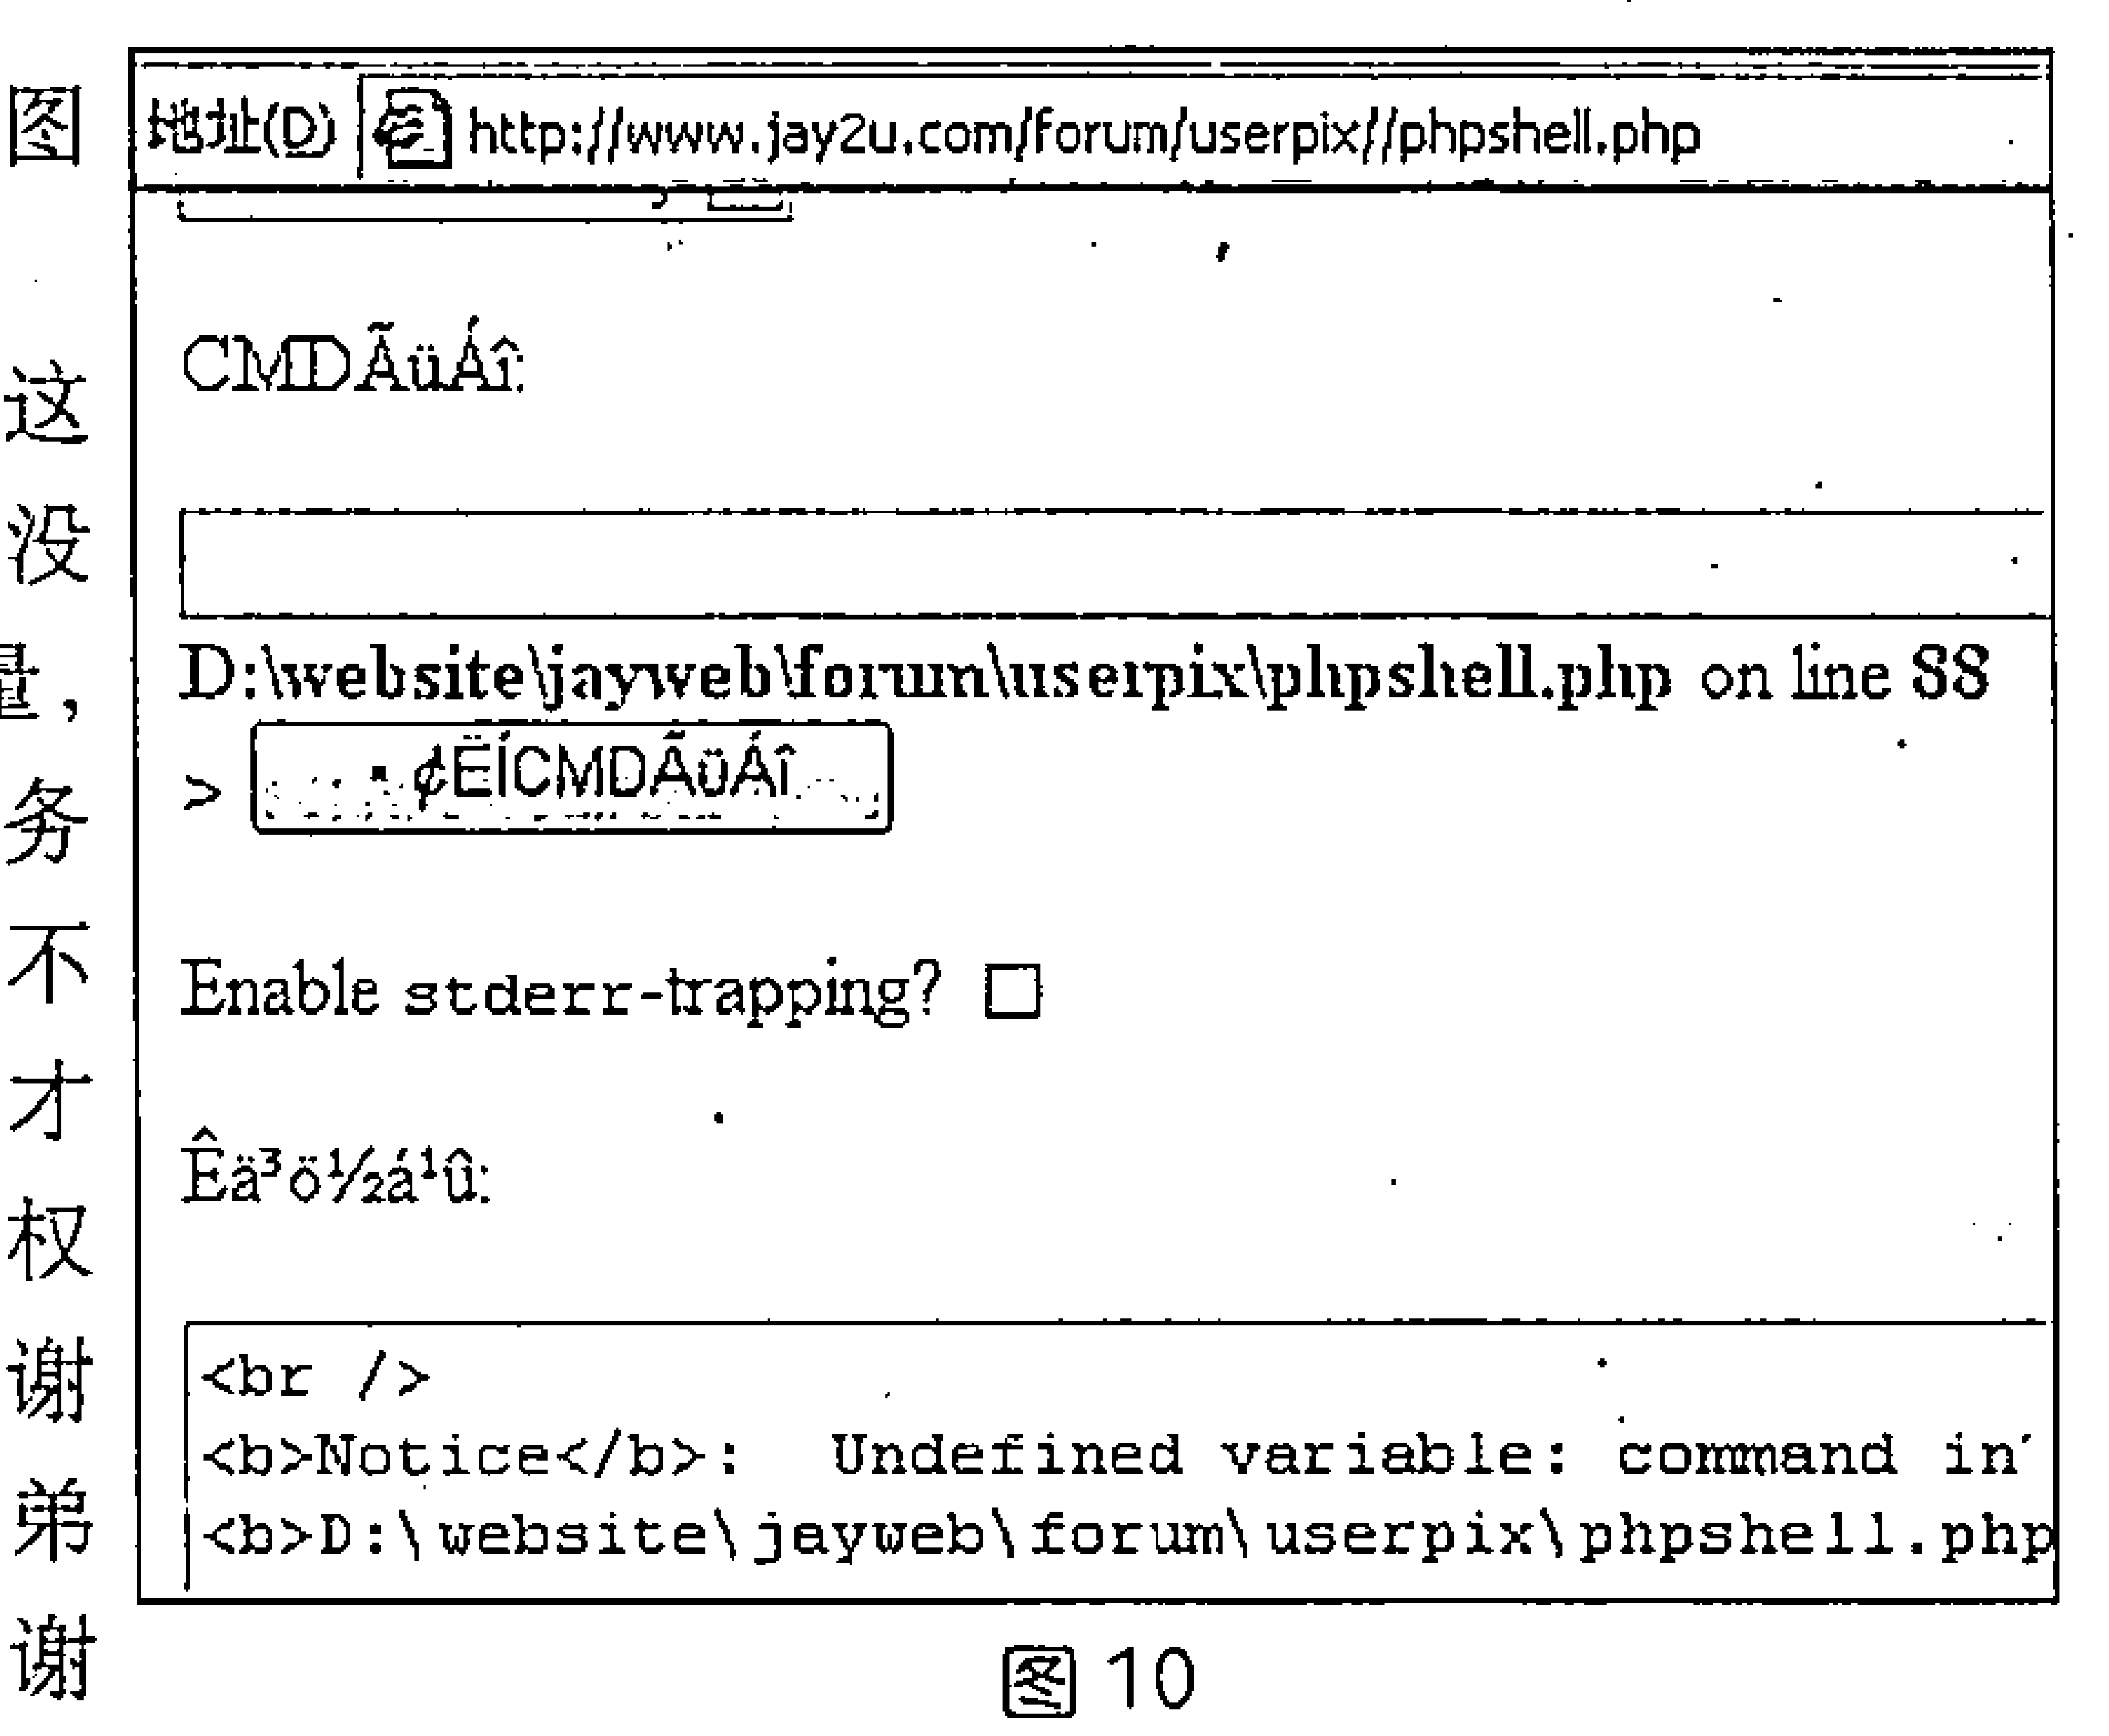 图
地址(D) http://www.jay2u.com/forum/userpix//phpshell.php
这
没
量，
务
不
才
权
谢
弟
谢
CMDÃüÁî:
D:\website\jayweb\forum\userpix\phpshell.php on line 88
> ·¢ËÍCMDÃüÁî
Enable stderr-trapping?
Êä³ö½á¹û:
<br />
<b>Notice</b>:  Undefined variable: command in
<b>D:\website\jayweb\forum\userpix\phpshell.php
图 10